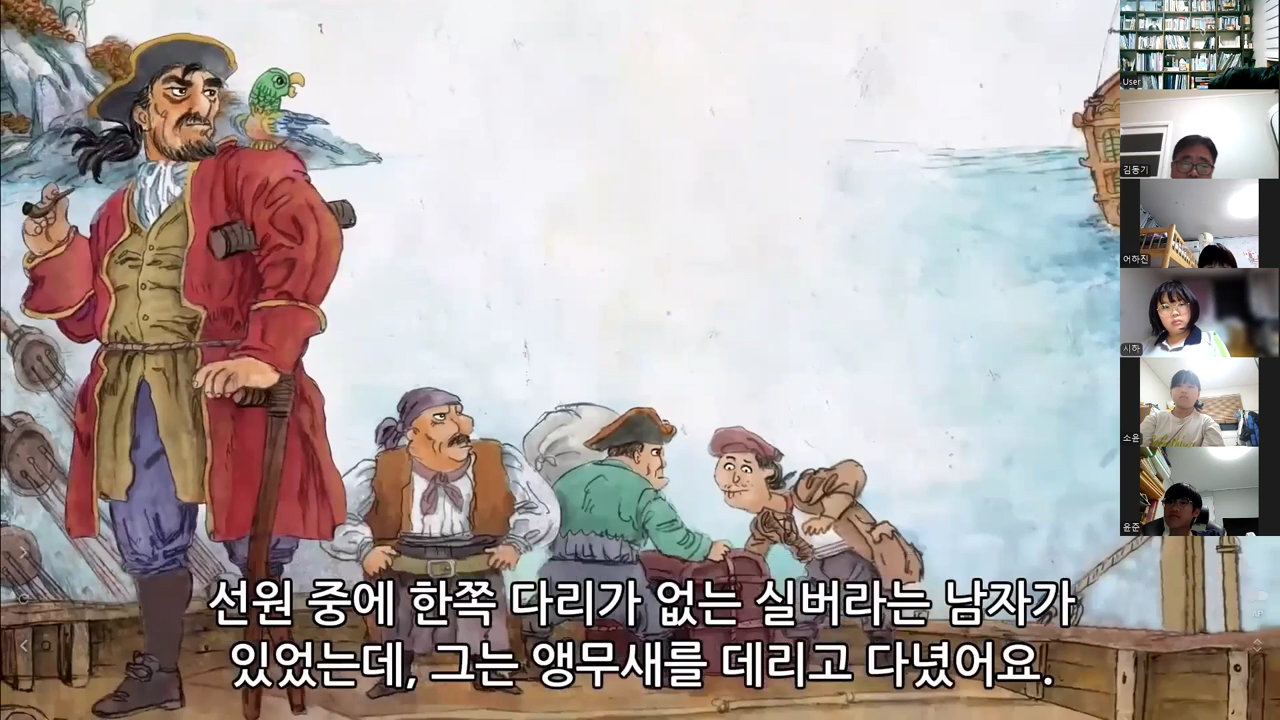 User
김동기
어하진
시하
소윤
윤준
선원 중에 한쪽 다리가 없는 실버라는 남자가
있었는데, 그는 앵무새를 데리고 다녔어요.